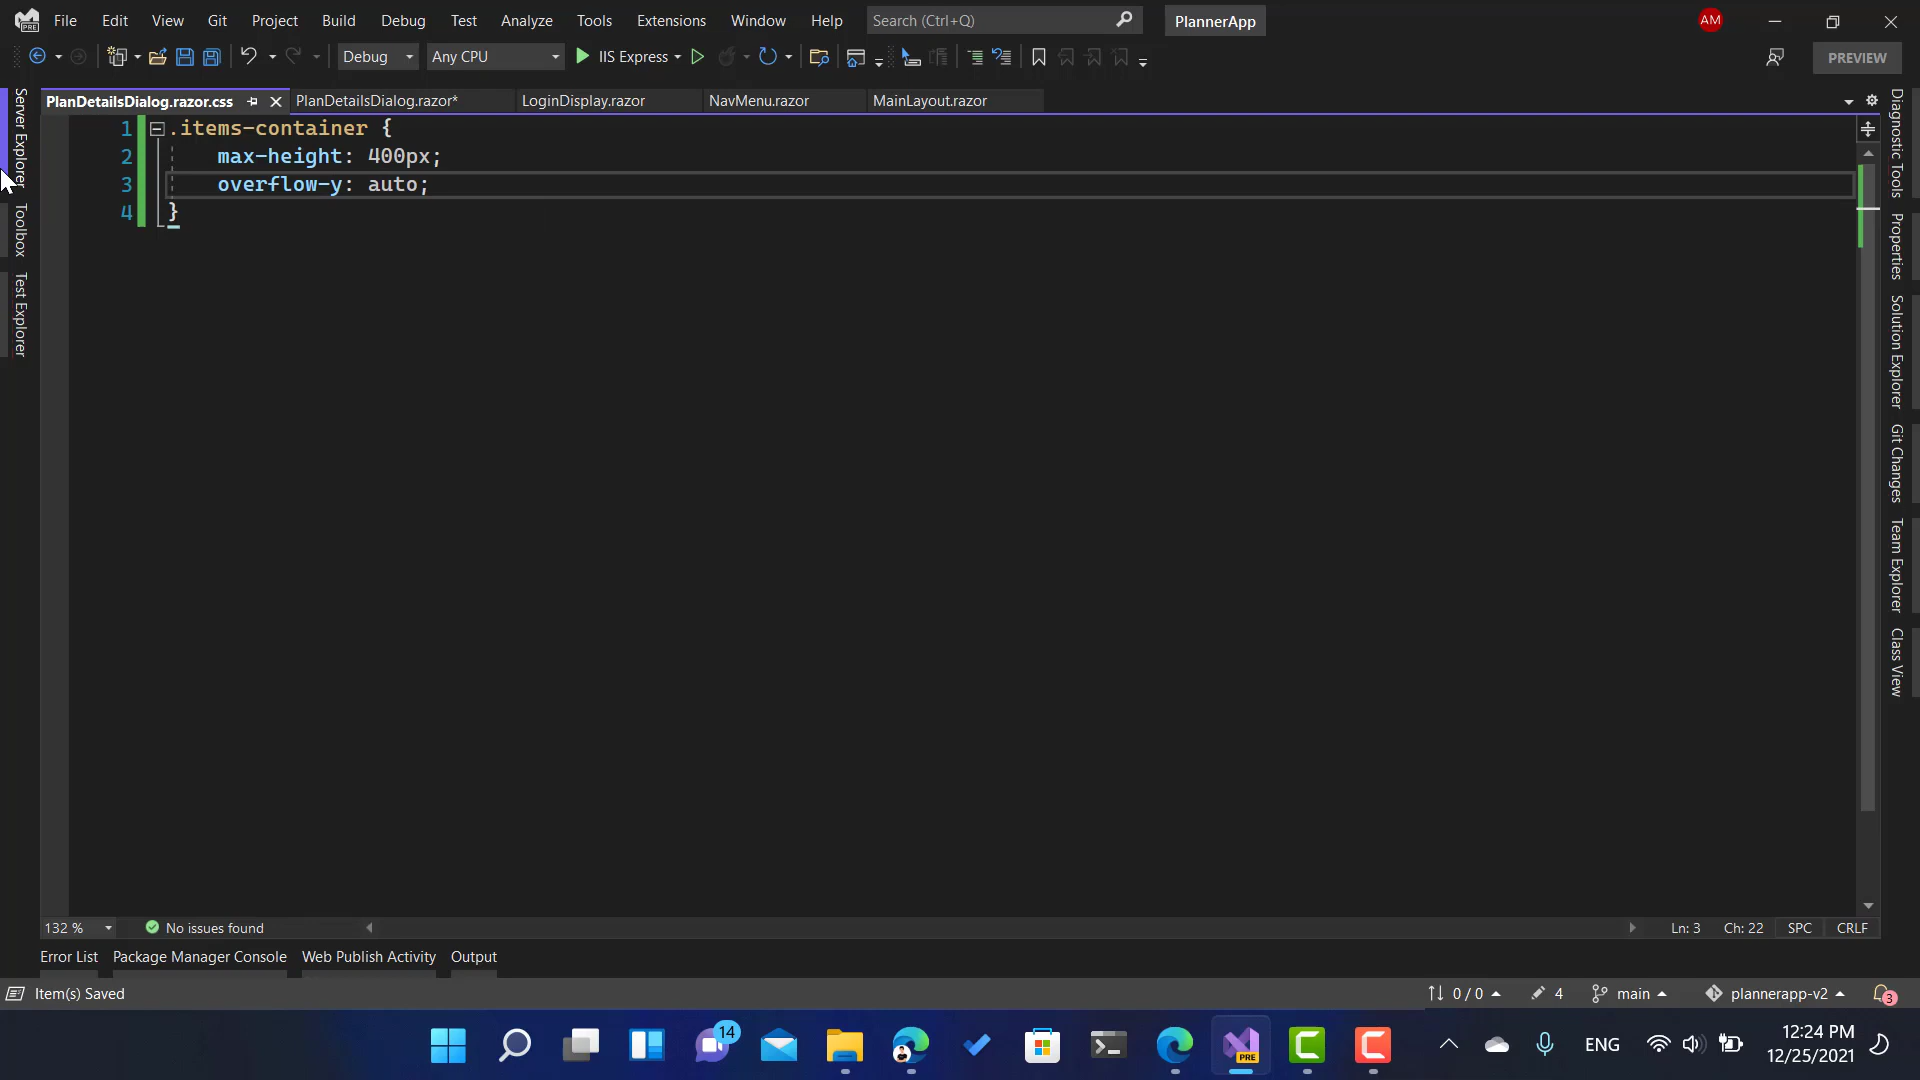 File Edit View Git Project Build Debug Test Analyze Tools Extensions Window Help Search (Ctrl+Q) PlannerApp AM
Debug Any CPU IIS Express PREVIEW
PlanDetailsDialog.razor.css PlanDetailsDialog.razor* LoginDisplay.razor NavMenu.razor MainLayout.razor
Server Explorer
Toolbox
Test Explorer
1 .items-container {
2 max-height: 400px;
3 overflow-y: auto;
4 }
Diagnostic Tools
Properties
Solution Explorer
Git Changes
Team Explorer
Class View
132 % No issues found Ln: 3 Ch: 22 SPC CRLF
Error List Package Manager Console Web Publish Activity Output
Item(s) Saved 0 / 0 4 main plannerapp-v2 3
14 PRE ENG 12:24 PM
12/25/2021